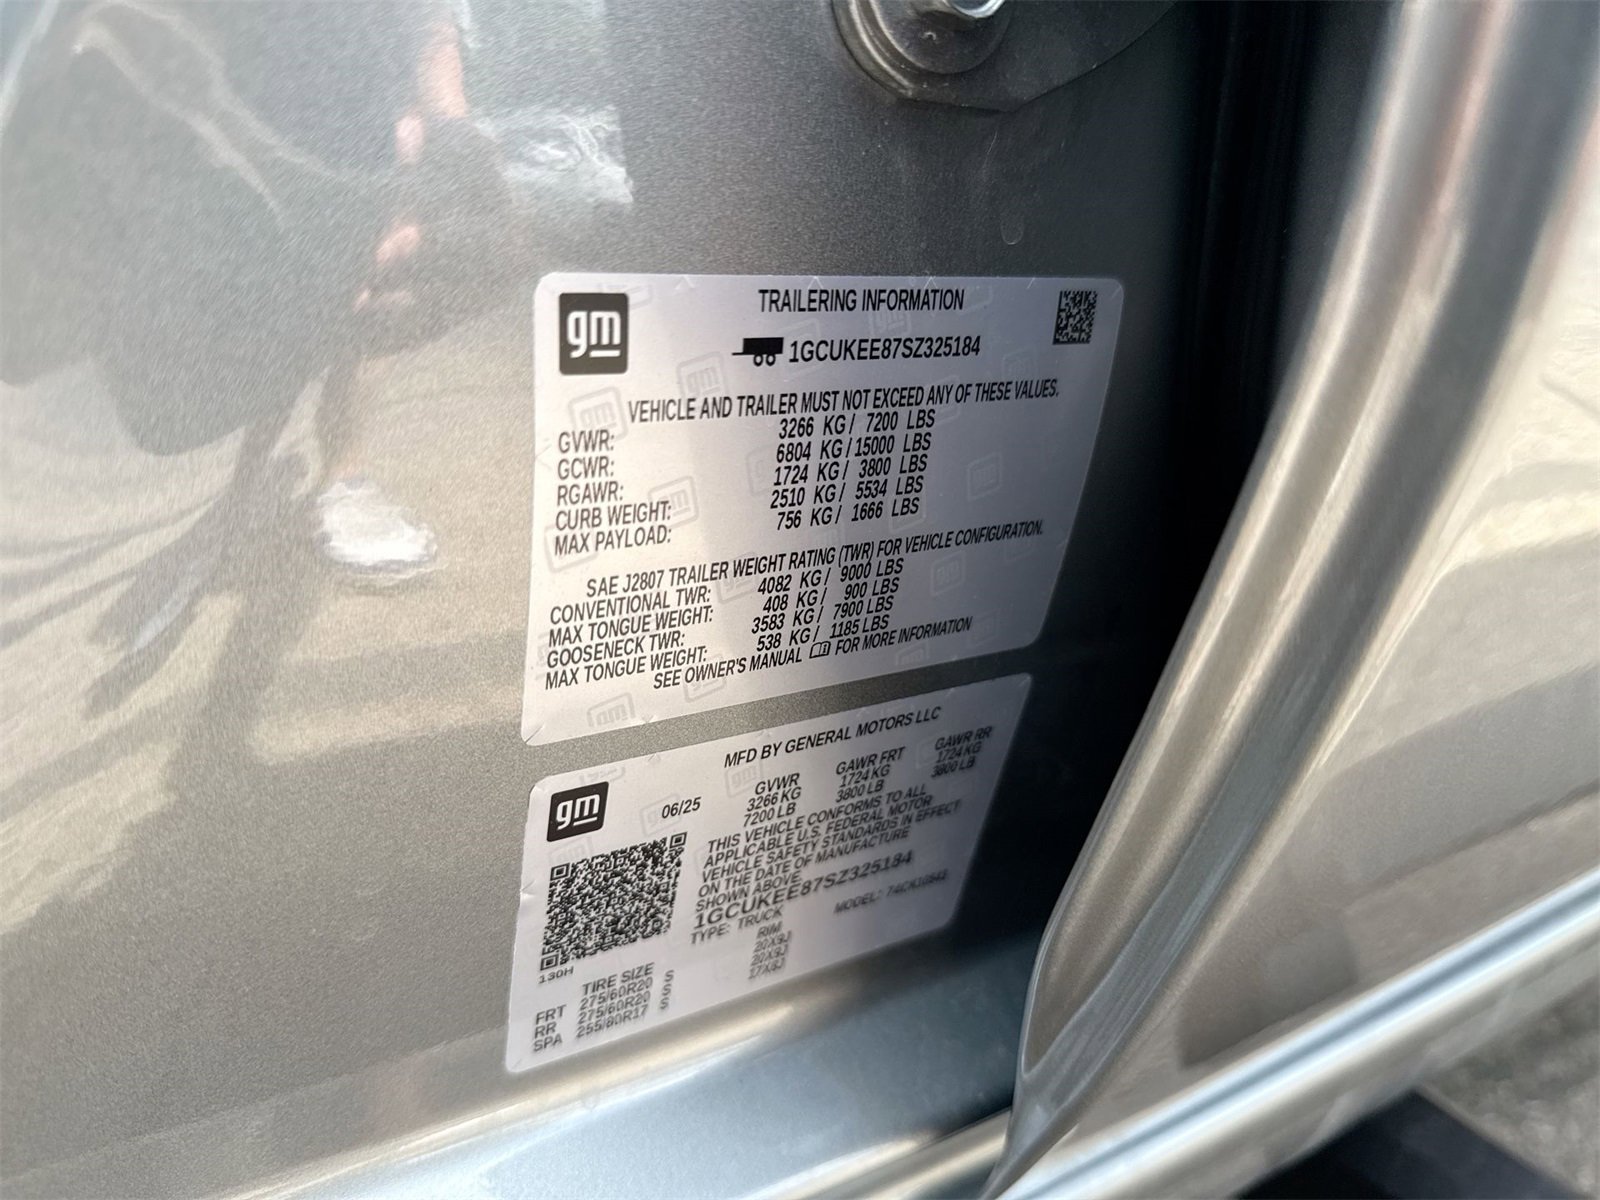 gm
TRAILERING INFORMATION
1GCUKEE87SZ325184
VEHICLE AND TRAILER MUST NOT EXCEED ANY OF THESE VALUES.
GVWR: 3266 KG / 7200 LBS
GCWR: 6804 KG / 15000 LBS
RGAWR: 1724 KG / 3800 LBS
CURB WEIGHT: 2510 KG / 5534 LBS
MAX PAYLOAD: 756 KG / 1666 LBS
SAE J2807 TRAILER WEIGHT RATING (TWR) FOR VEHICLE CONFIGURATION.
CONVENTIONAL TWR: 4082 KG / 9000 LBS
MAX TONGUE WEIGHT: 408 KG / 900 LBS
GOOSENECK TWR: 3583 KG / 7900 LBS
MAX TONGUE WEIGHT: 538 KG / 1185 LBS
SEE OWNER'S MANUAL FOR MORE INFORMATION
MFD BY GENERAL MOTORS LLC
gm
06/25
GVWR GAWR FRT GAWR RR
3266 KG 1724 KG 1724 KG
7200 LB 3800 LB 3800 LB
THIS VEHICLE CONFORMS TO ALL
APPLICABLE U.S. FEDERAL MOTOR
VEHICLE SAFETY STANDARDS IN EFFECT
ON THE DATE OF MANUFACTURE
SHOWN ABOVE.
1GCUKEE87SZ325184
TYPE: TRUCK MODEL:
130H
TIRE SIZE RIM
FRT 275/60R20 S 20X9J
RR 275/60R20 S 20X9J
SPA 255/80R17 S 17X8J